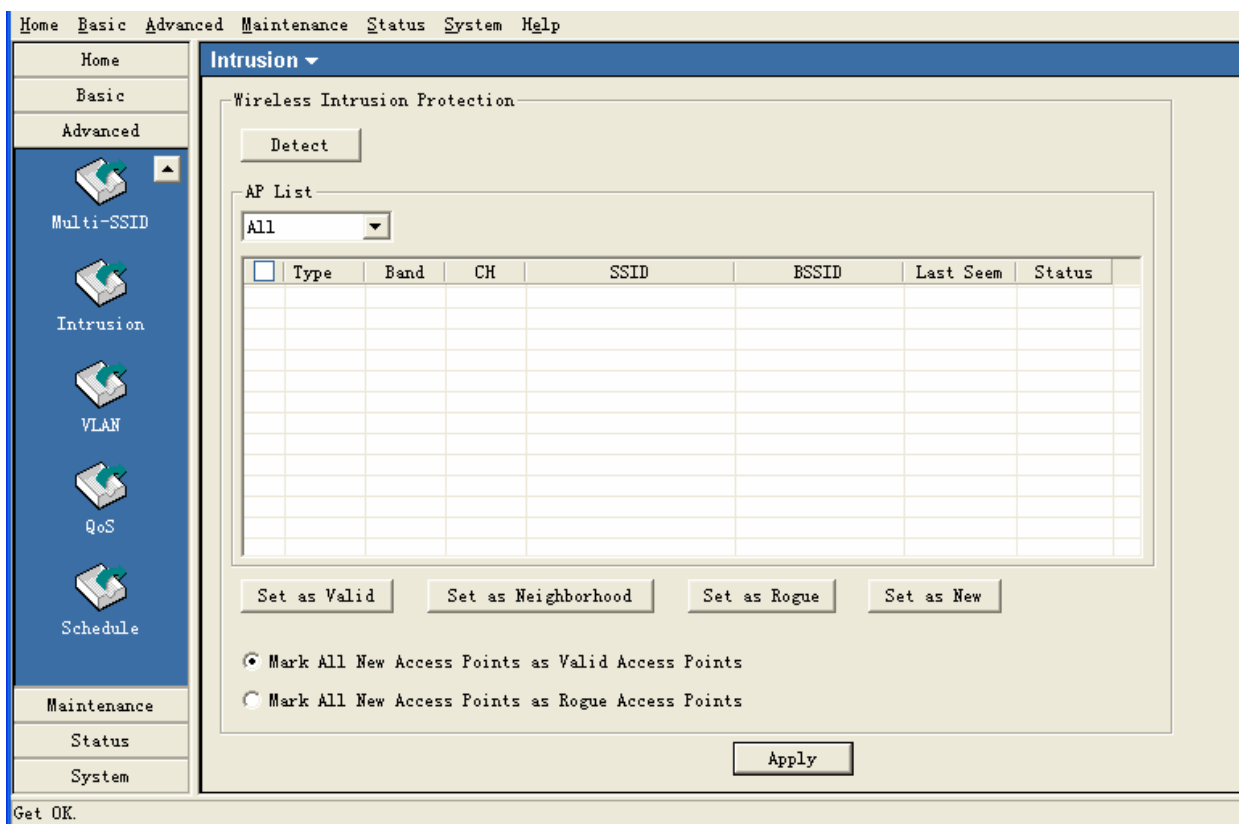 Home Basic Advanced Maintenance Status System Help
Home
Basic
Advanced
Multi-SSID
Intrusion
VLAN
QoS
Schedule
Maintenance
Status
System
Intrusion
Wireless Intrusion Protection
Detect
AP List
All
Type Band CH SSID BSSID Last Seem Status
Set as Valid Set as Neighborhood Set as Rogue Set as New
Mark All New Access Points as Valid Access Points
Mark All New Access Points as Rogue Access Points
Apply
Get OK.